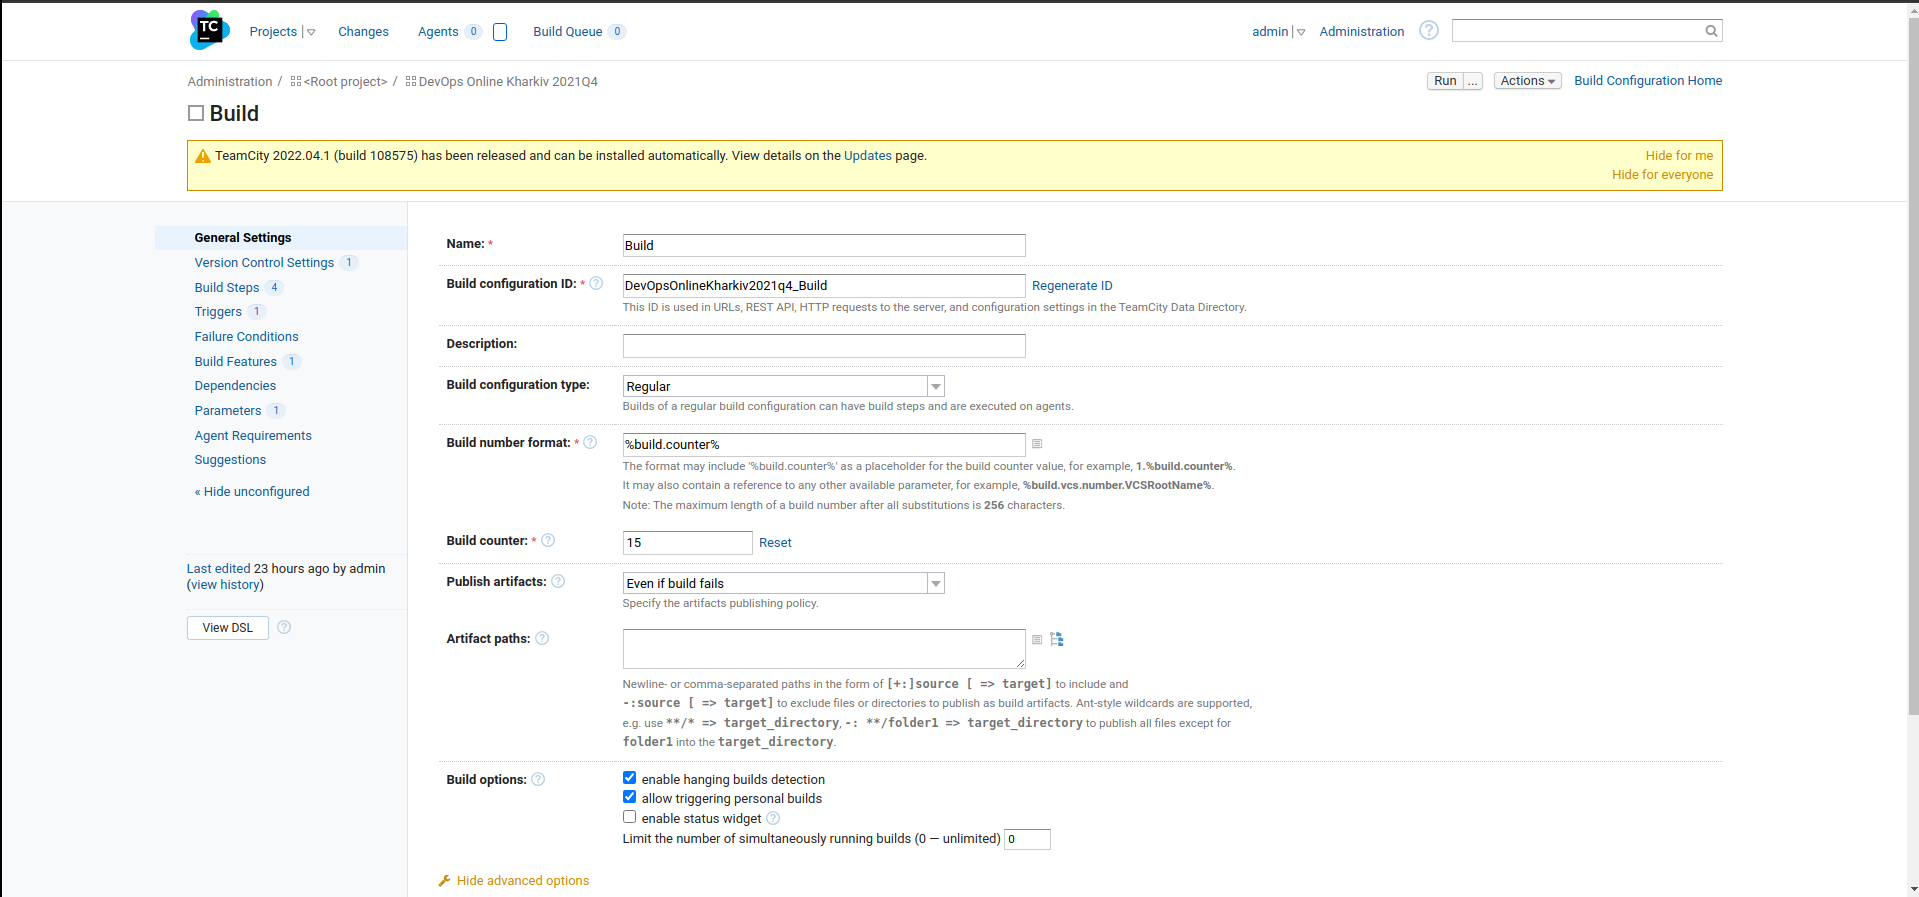 TC
Projects
Changes
Agents 0
Build Queue 0
admin
Administration
?
Administration / <Root project> / DevOps Online Kharkiv 2021Q4
Run ...
Actions
Build Configuration Home
Build
TeamCity 2022.04.1 (build 108575) has been released and can be installed automatically. View details on the Updates page.
Hide for me
Hide for everyone
General Settings
Version Control Settings 1
Build Steps 4
Triggers 1
Failure Conditions
Build Features 1
Dependencies
Parameters 1
Agent Requirements
Suggestions
« Hide unconfigured
Last edited 23 hours ago by admin
(view history)
View DSL ?
Name: * Build
Build configuration ID: * ? DevOpsOnlineKharkiv2021q4_Build Regenerate ID
This ID is used in URLs, REST API, HTTP requests to the server, and configuration settings in the TeamCity Data Directory.
Description:
Build configuration type: Regular
Builds of a regular build configuration can have build steps and are executed on agents.
Build number format: * ? %build.counter%
The format may include '%build.counter%' as a placeholder for the build counter value, for example, 1.%build.counter%.
It may also contain a reference to any other available parameter, for example, %build.vcs.number.VCSRootName%.
Note: The maximum length of a build number after all substitutions is 256 characters.
Build counter: * ? 15 Reset
Publish artifacts: ? Even if build fails
Specify the artifacts publishing policy.
Artifact paths: ?
Newline- or comma-separated paths in the form of [+:]source [ => target] to include and
-:source [ => target] to exclude files or directories to publish as build artifacts. Ant-style wildcards are supported,
e.g. use **/* => target_directory, -: **/folder1 => target_directory to publish all files except for
folder1 into the target_directory.
Build options: ? enable hanging builds detection
allow triggering personal builds
enable status widget ?
Limit the number of simultaneously running builds (0 — unlimited) 0
Hide advanced options